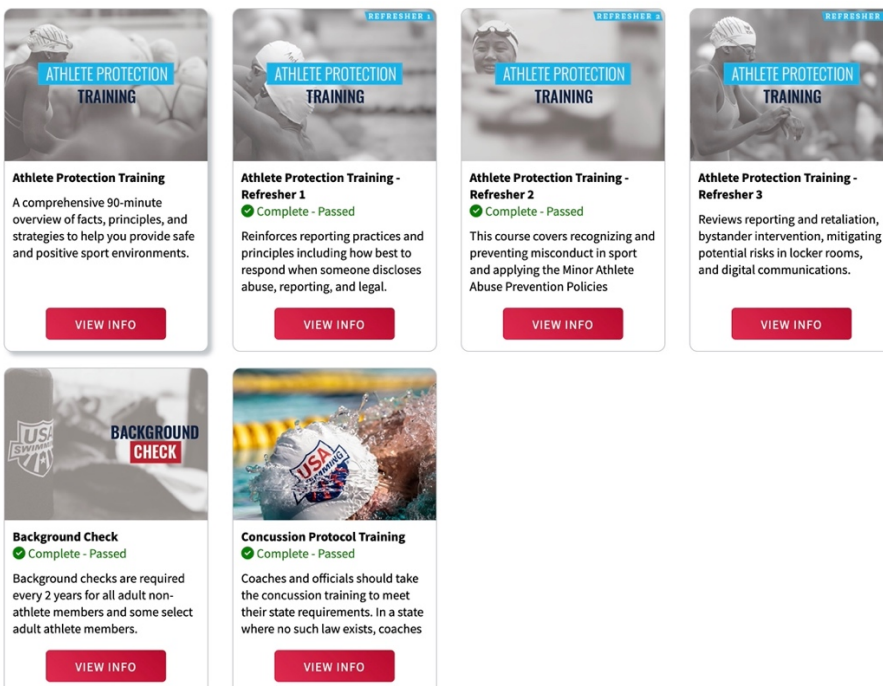 ATHLETE PROTECTION
TRAINING
Athlete Protection Training
A comprehensive 90-minute
overview of facts, principles, and
strategies to help you provide safe
and positive sport environments.
VIEW INFO
REFRESHER 1
ATHLETE PROTECTION
TRAINING
Athlete Protection Training -
Refresher 1
Complete - Passed
Reinforces reporting practices and
principles including how best to
respond when someone discloses
abuse, reporting, and legal.
VIEW INFO
REFRESHER 2
ATHLETE PROTECTION
TRAINING
Athlete Protection Training -
Refresher 2
Complete - Passed
This course covers recognizing and
preventing misconduct in sport
and applying the Minor Athlete
Abuse Prevention Policies
VIEW INFO
REFRESHER
ATHLETE PROTECTION
TRAINING
Athlete Protection Training -
Refresher 3
Reviews reporting and retaliation,
bystander intervention, mitigating
potential risks in locker rooms,
and digital communications.
VIEW INFO
USA
SWIMMING
BACKGROUND
CHECK
Background Check
Complete - Passed
Background checks are required
every 2 years for all adult non-
athlete members and some select
adult athlete members.
VIEW INFO
USA
SWIMMING
Concussion Protocol Training
Complete - Passed
Coaches and officials should take
the concussion training to meet
their state requirements. In a state
where no such law exists, coaches
VIEW INFO